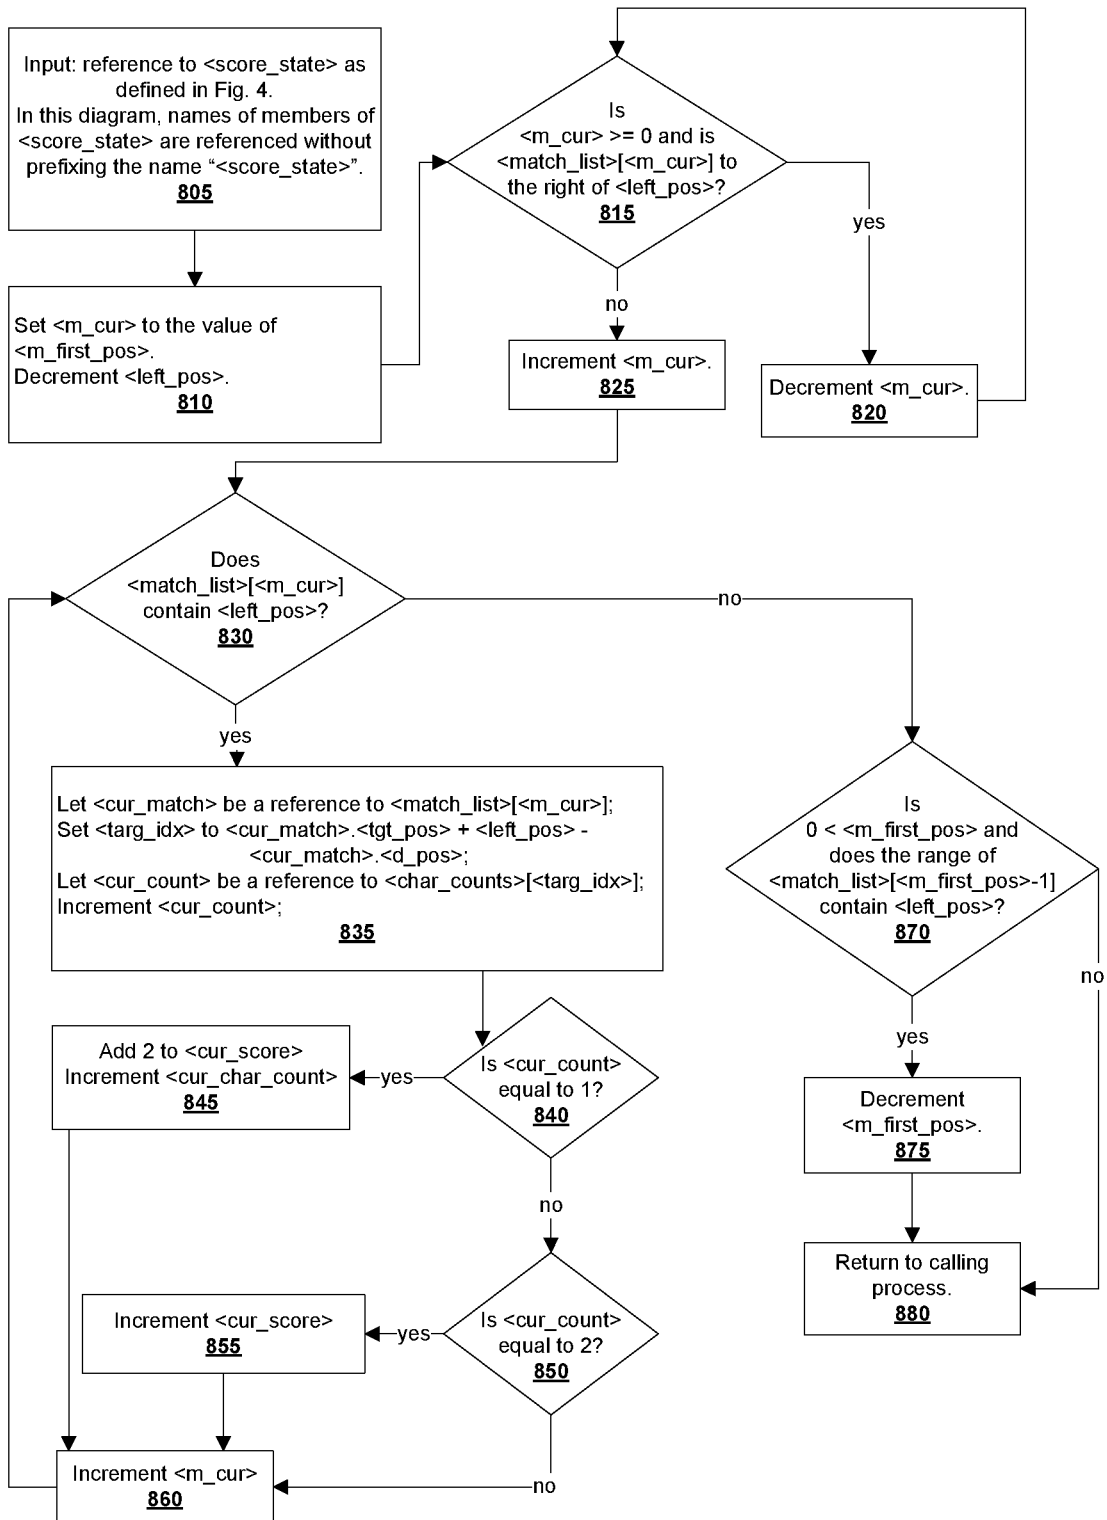 Input: reference to <score_state> as
defined in Fig. 4.
In this diagram, names of members of
<score_state> are referenced without
prefixing the name “<score_state>”.
805
Set <m_cur> to the value of
<m_first_pos>.
Decrement <left_pos>.
810
Is
<m_cur> >= 0 and is
<match_list>[<m_cur>] to
the right of <left_pos>?
815
yes
no
Decrement <m_cur>.
820
Increment <m_cur>.
825
Does
<match_list>[<m_cur>]
contain <left_pos>?
830
no
yes
Let <cur_match> be a reference to <match_list>[<m_cur>];
Set <targ_idx> to <cur_match>.<tgt_pos> + <left_pos> -
<cur_match>.<d_pos>;
Let <cur_count> be a reference to <char_counts>[<targ_idx>];
Increment <cur_count>;
835
Is <cur_count>
equal to 1?
840
yes
Add 2 to <cur_score>
Increment <cur_char_count>
845
no
Is <cur_count>
equal to 2?
850
yes
Increment <cur_score>
855
no
Increment <m_cur>
860
Is
0 < <m_first_pos> and
does the range of
<match_list>[<m_first_pos>-1]
contain <left_pos>?
870
no
yes
Decrement
<m_first_pos>.
875
Return to calling
process.
880